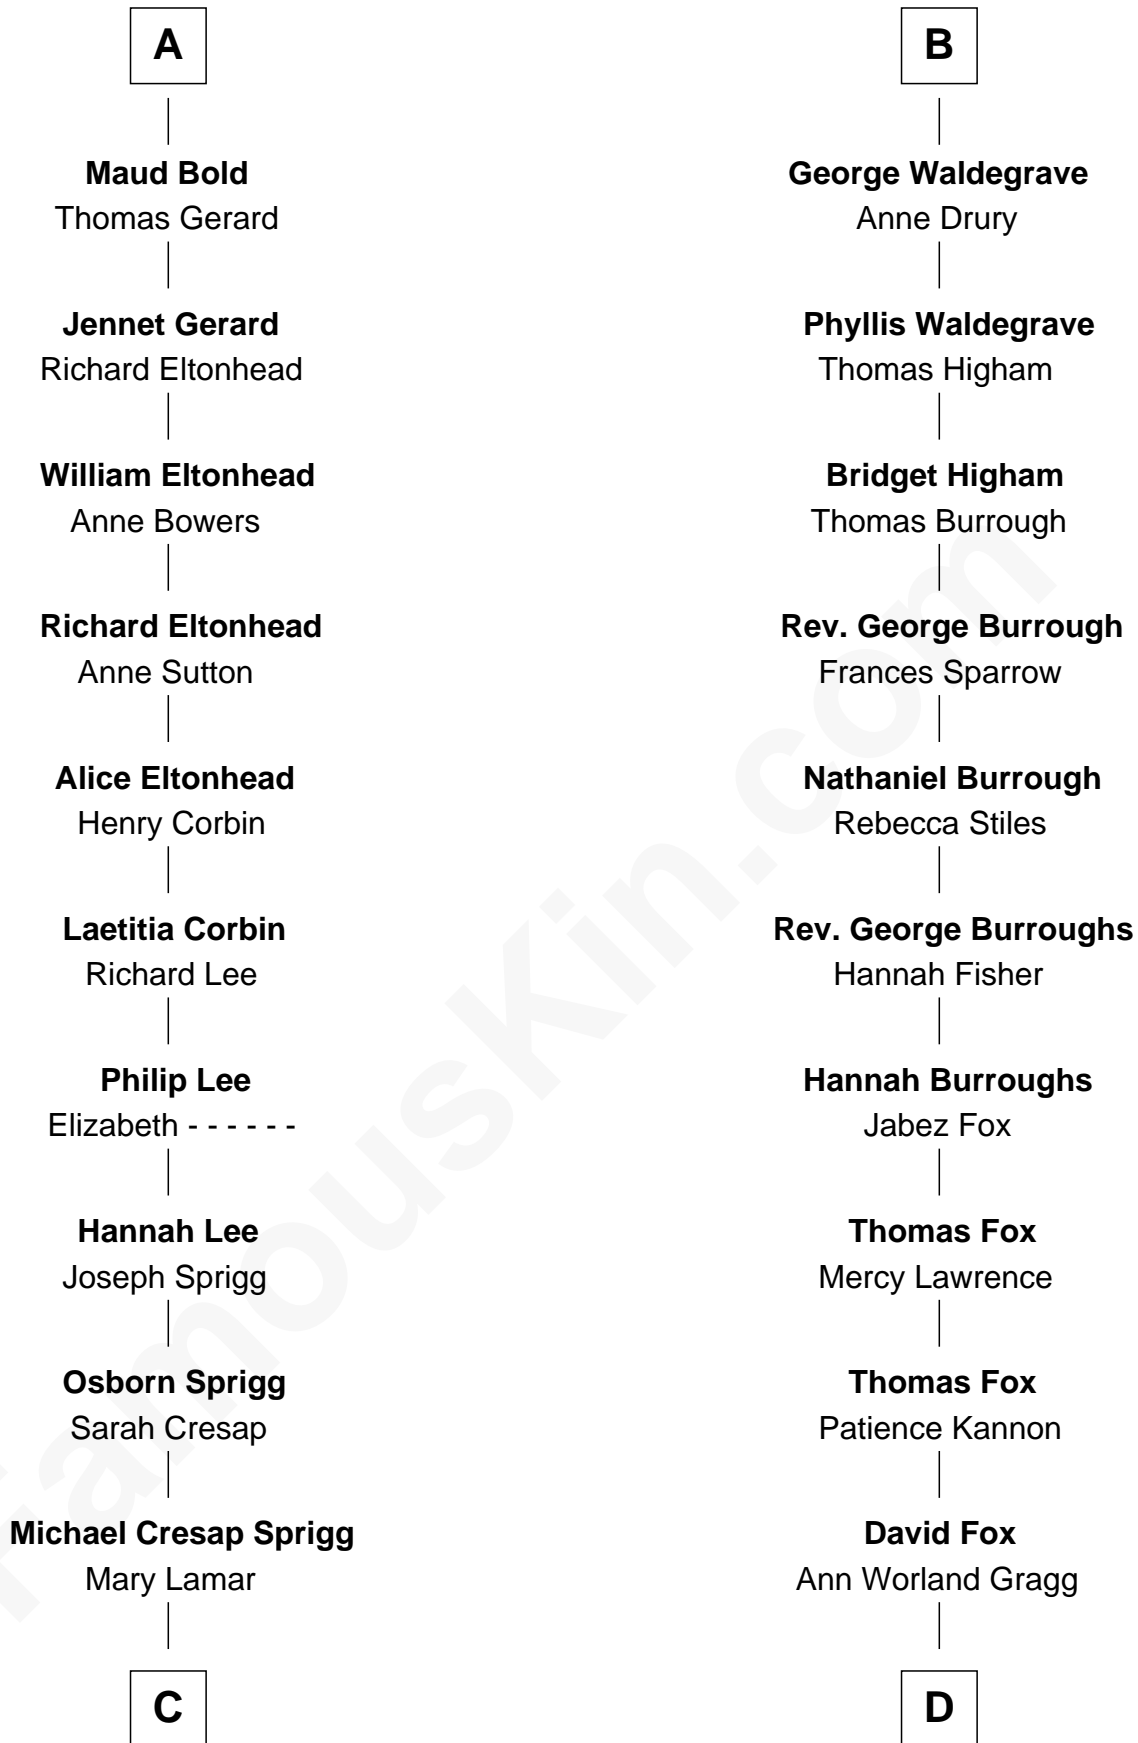 A
Maud Bold
Thomas Gerard
Jennet Gerard
Richard Eltonhead
William Eltonhead
Anne Bowers
Richard Eltonhead
Anne Sutton
Alice Eltonhead
Henry Corbin
Laetitia Corbin
Richard Lee
Philip Lee
Elizabeth - - - - - -
Hannah Lee
Joseph Sprigg
Osborn Sprigg
Sarah Cresap
Michael Cresap Sprigg
Mary Lamar
C
B
George Waldegrave
Anne Drury
Phyllis Waldegrave
Thomas Higham
Bridget Higham
Thomas Burrough
Rev. George Burrough
Frances Sparrow
Nathaniel Burrough
Rebecca Stiles
Rev. George Burroughs
Hannah Fisher
Hannah Burroughs
Jabez Fox
Thomas Fox
Mercy Lawrence
Thomas Fox
Patience Kannon
David Fox
Ann Worland Gragg
D
FamousKin.com